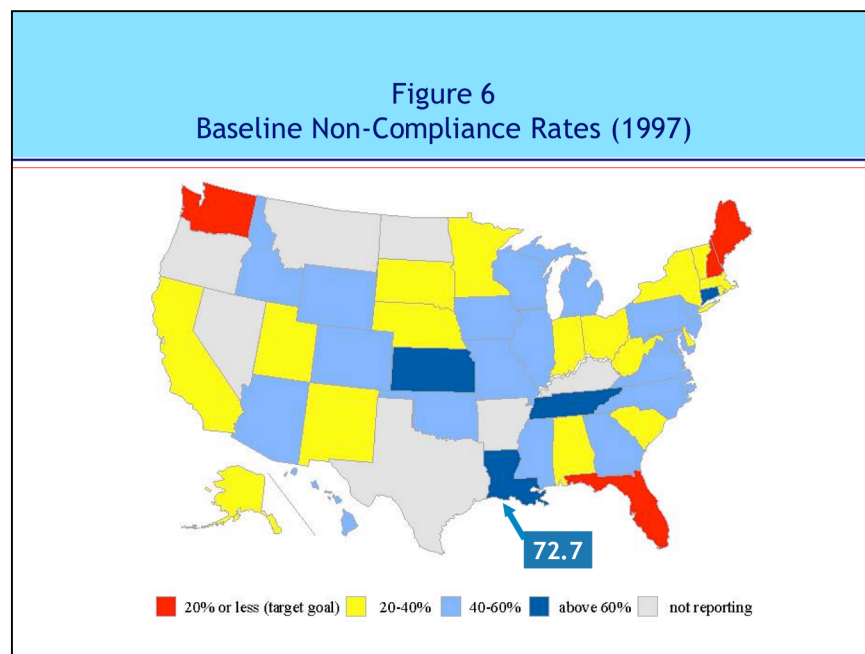 Figure 6
Baseline Non-Compliance Rates (1997)
72.7
20% or less (target goal) 20-40% 40-60% above 60% not reporting